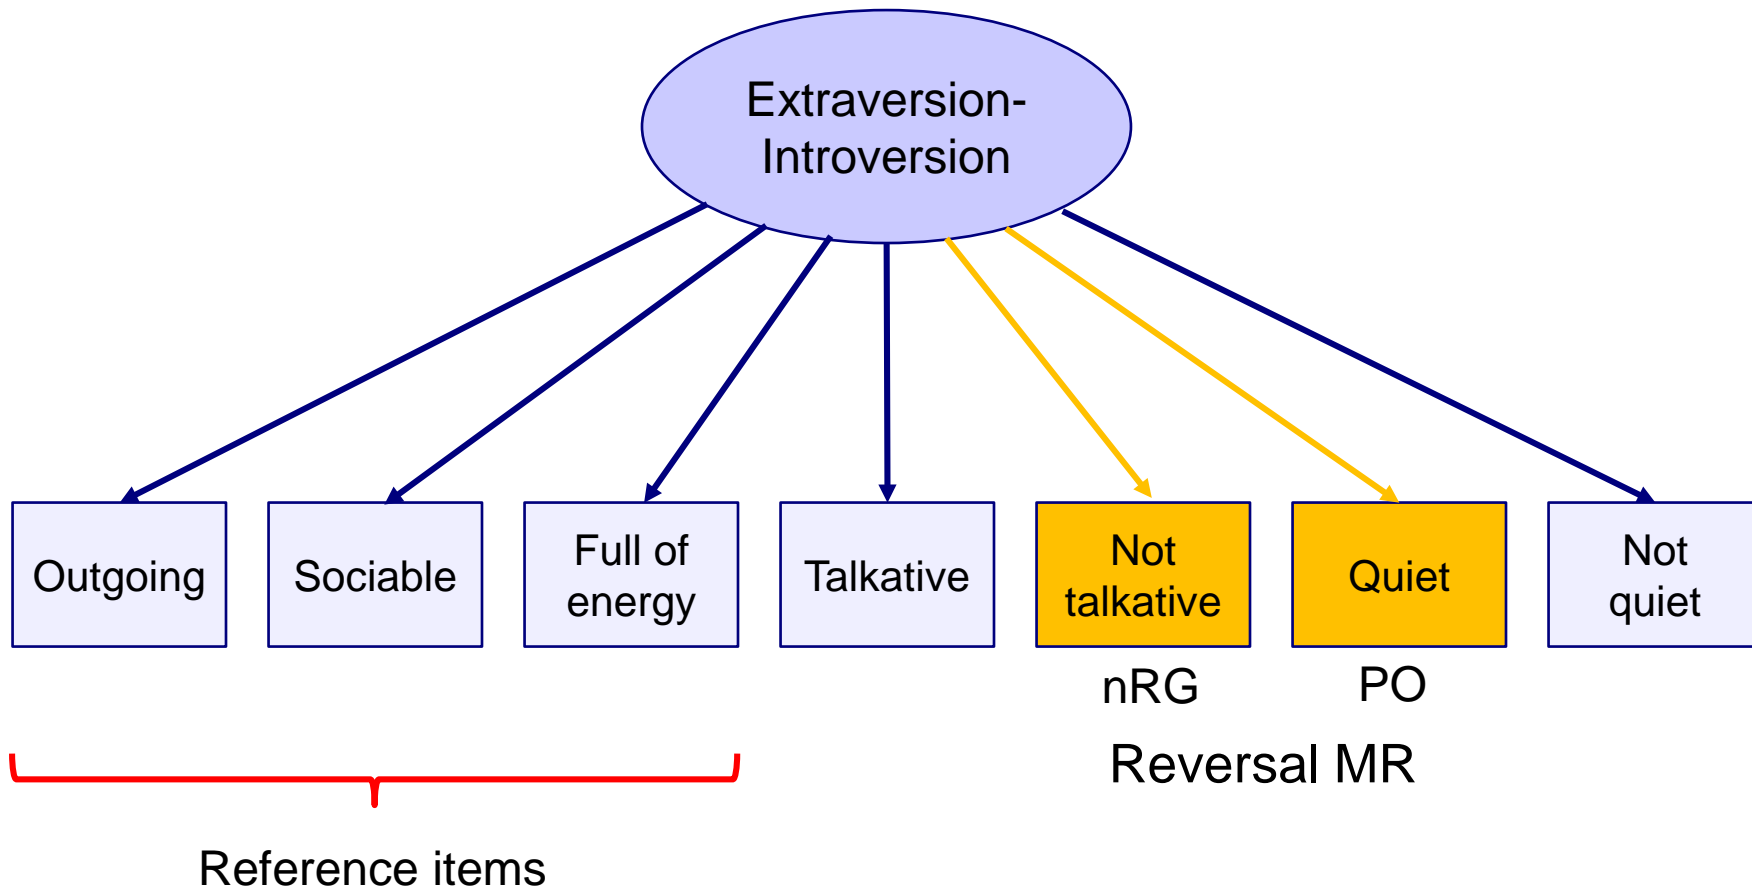 Extraversion-
Introversion
Outgoing
Sociable
Full of
energy
Talkative
Not
talkative
Quiet
Not
quiet
nRG
PO
Reversal MR
Reference items